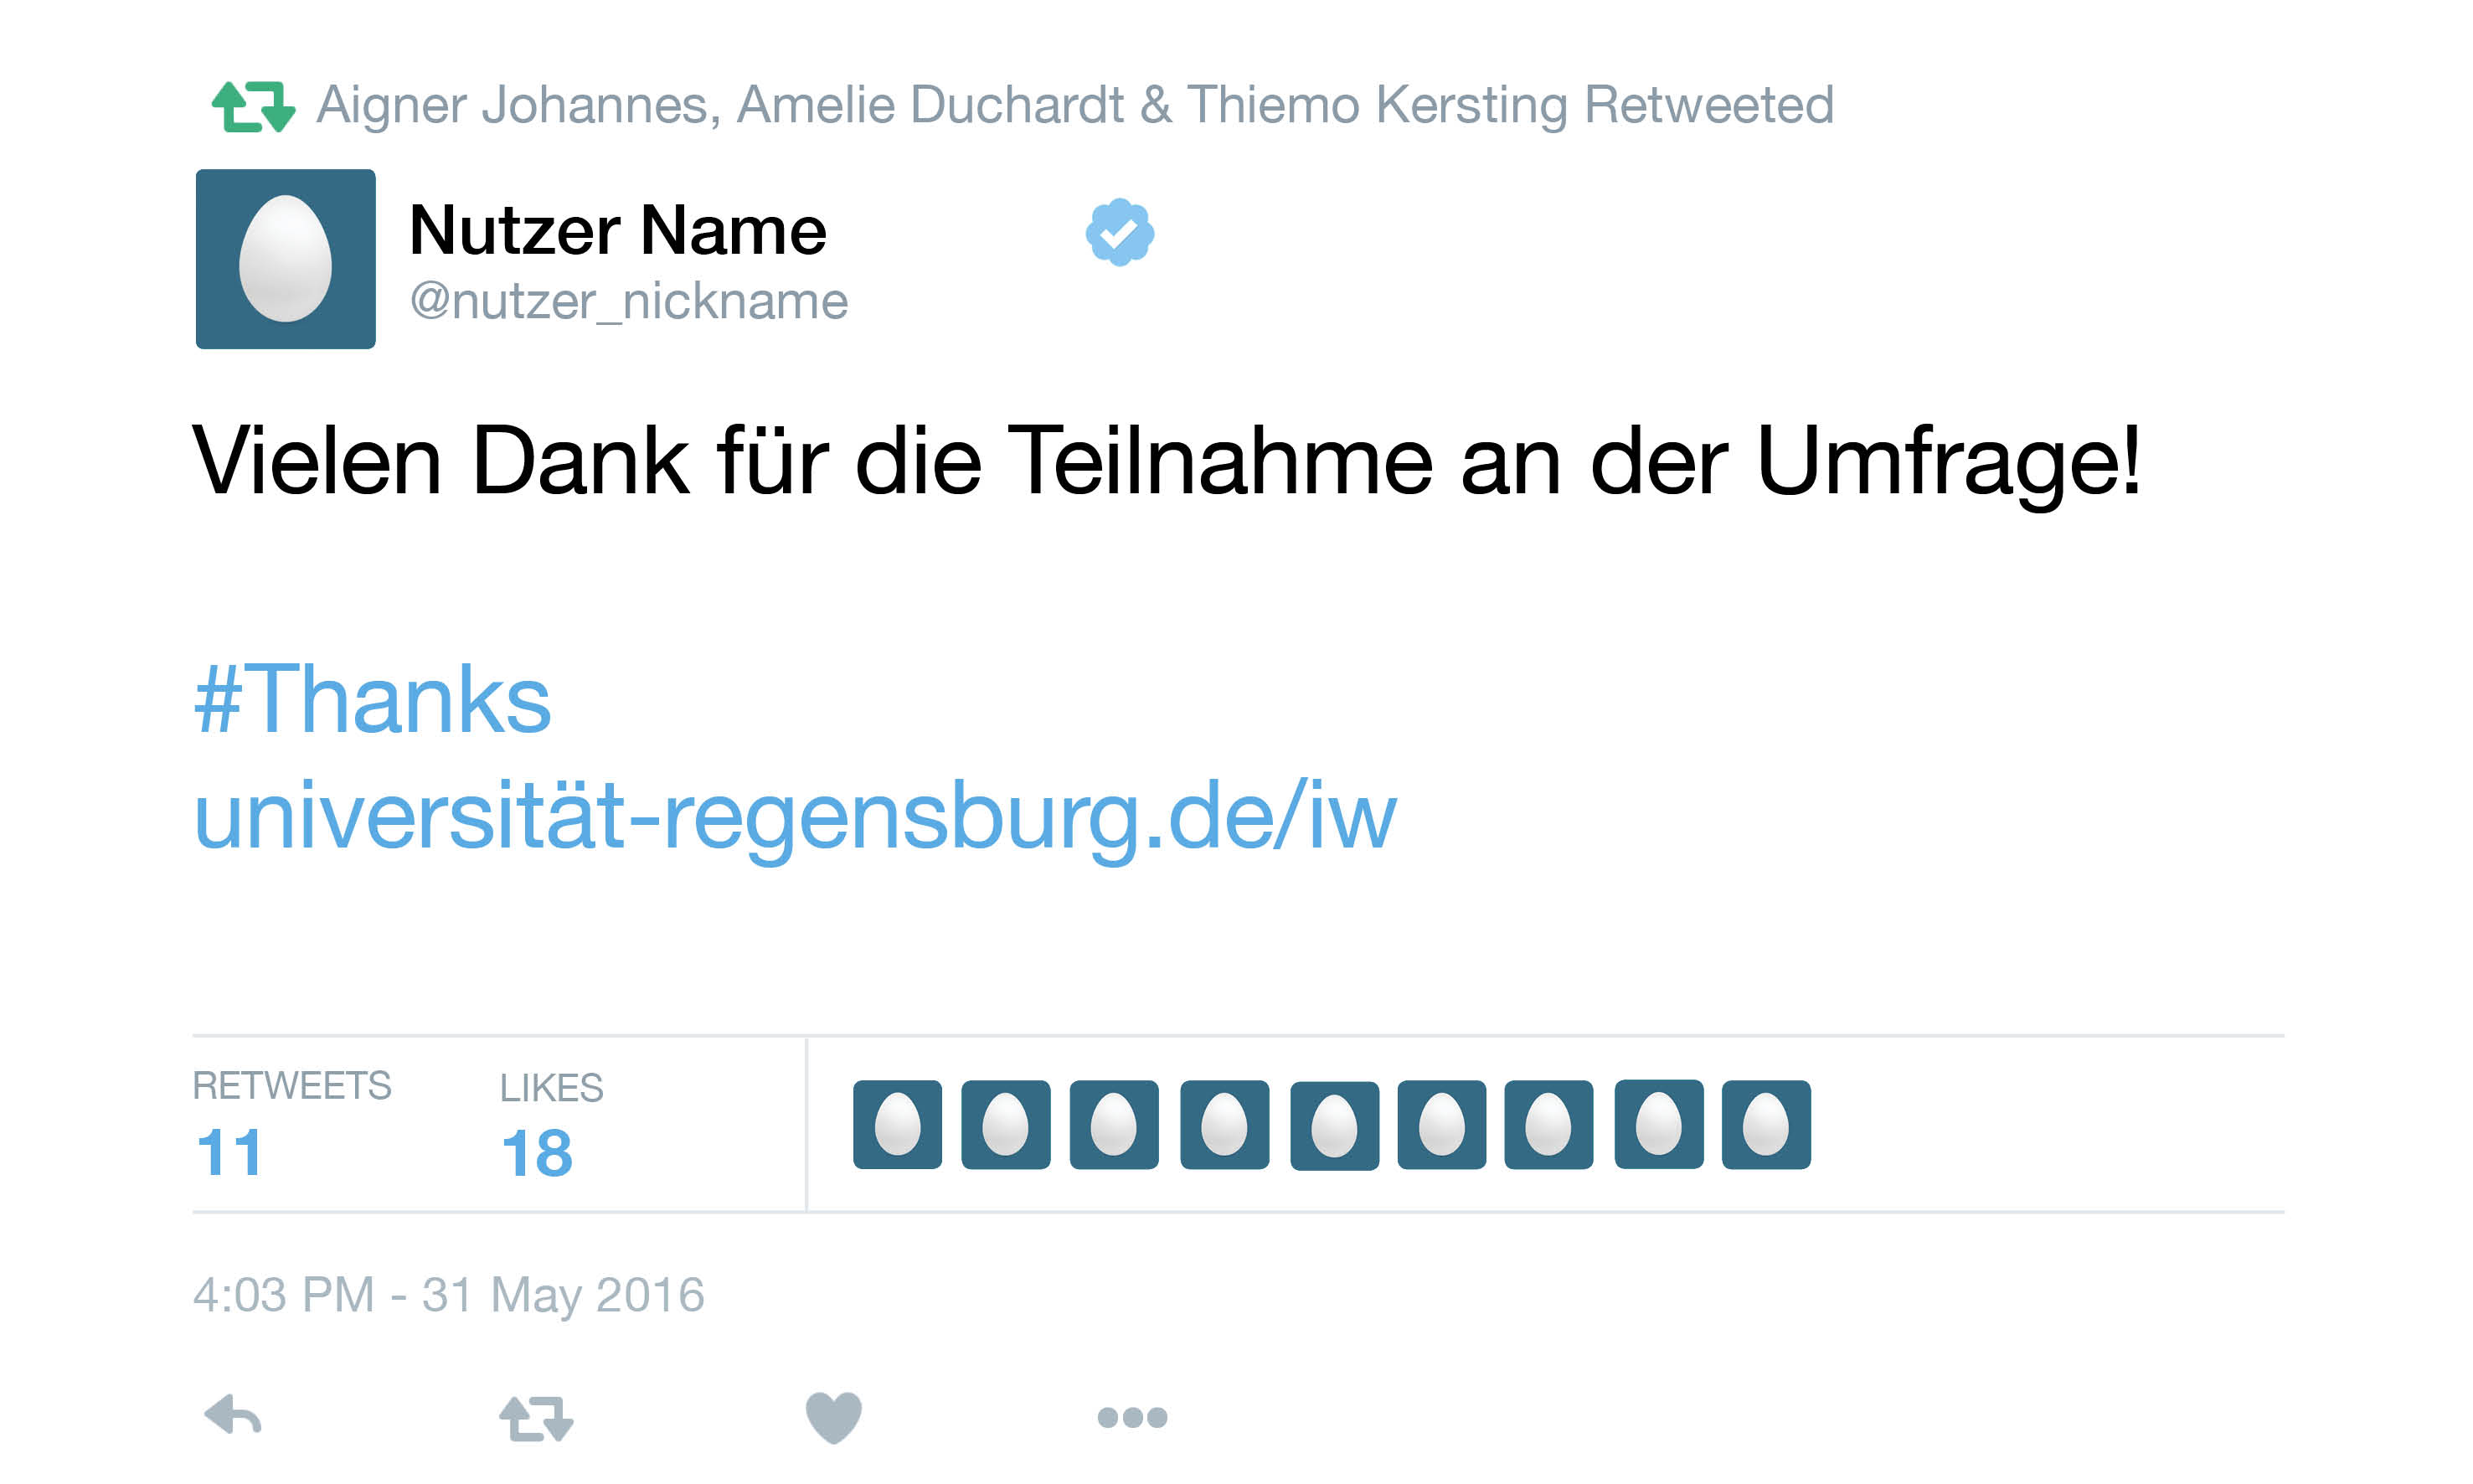 Aigner Johannes, Amelie Duchardt & Thiemo Kersting Retweeted
Nutzer Name
@nutzer_nickname
Vielen Dank für die Teilnahme an der Umfrage!
#Thanks
universität-regensburg.de/iw
RETWEETS LIKES
11 18
4:03 PM - 31 May 2016